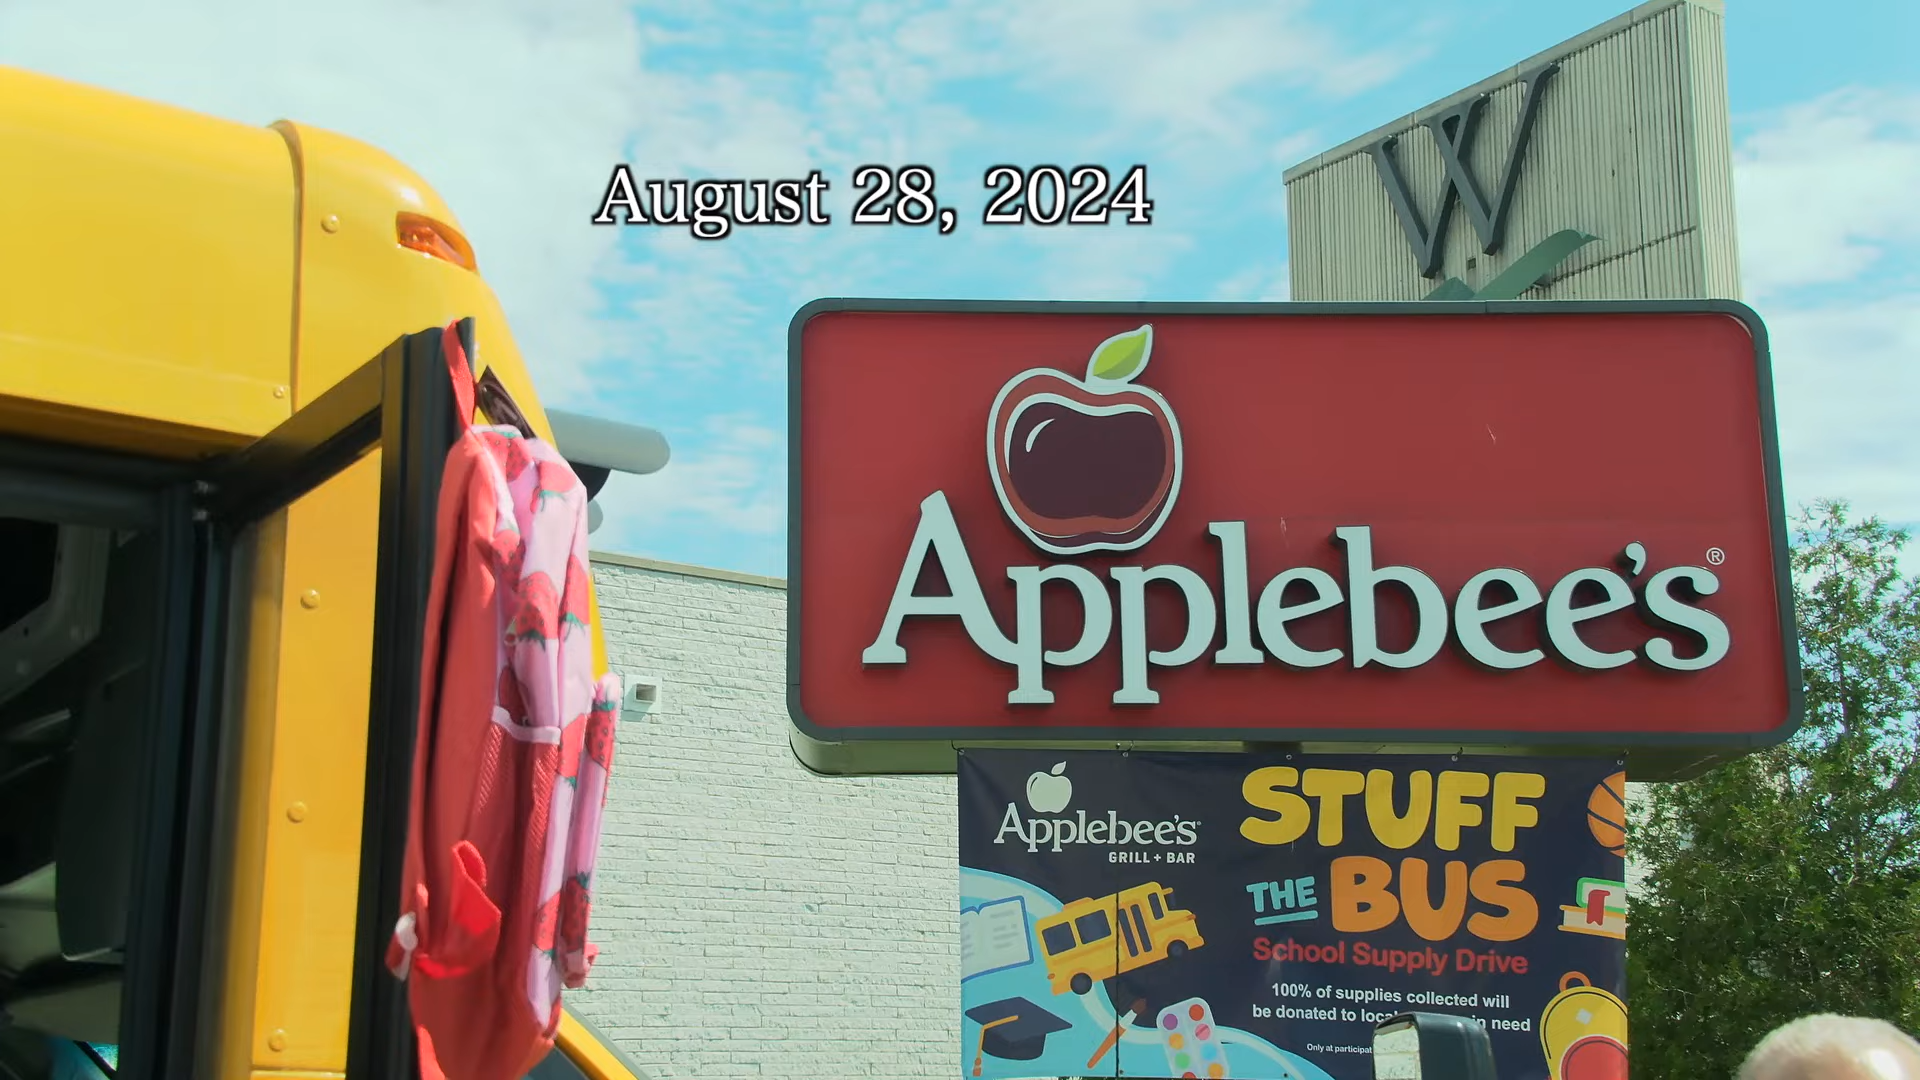 August 28, 2024
W
Applebee's®
Applebee's
GRILL + BAR
STUFF
THE BUS
School Supply Drive
100% of supplies collected will
be donated to in need
Only at